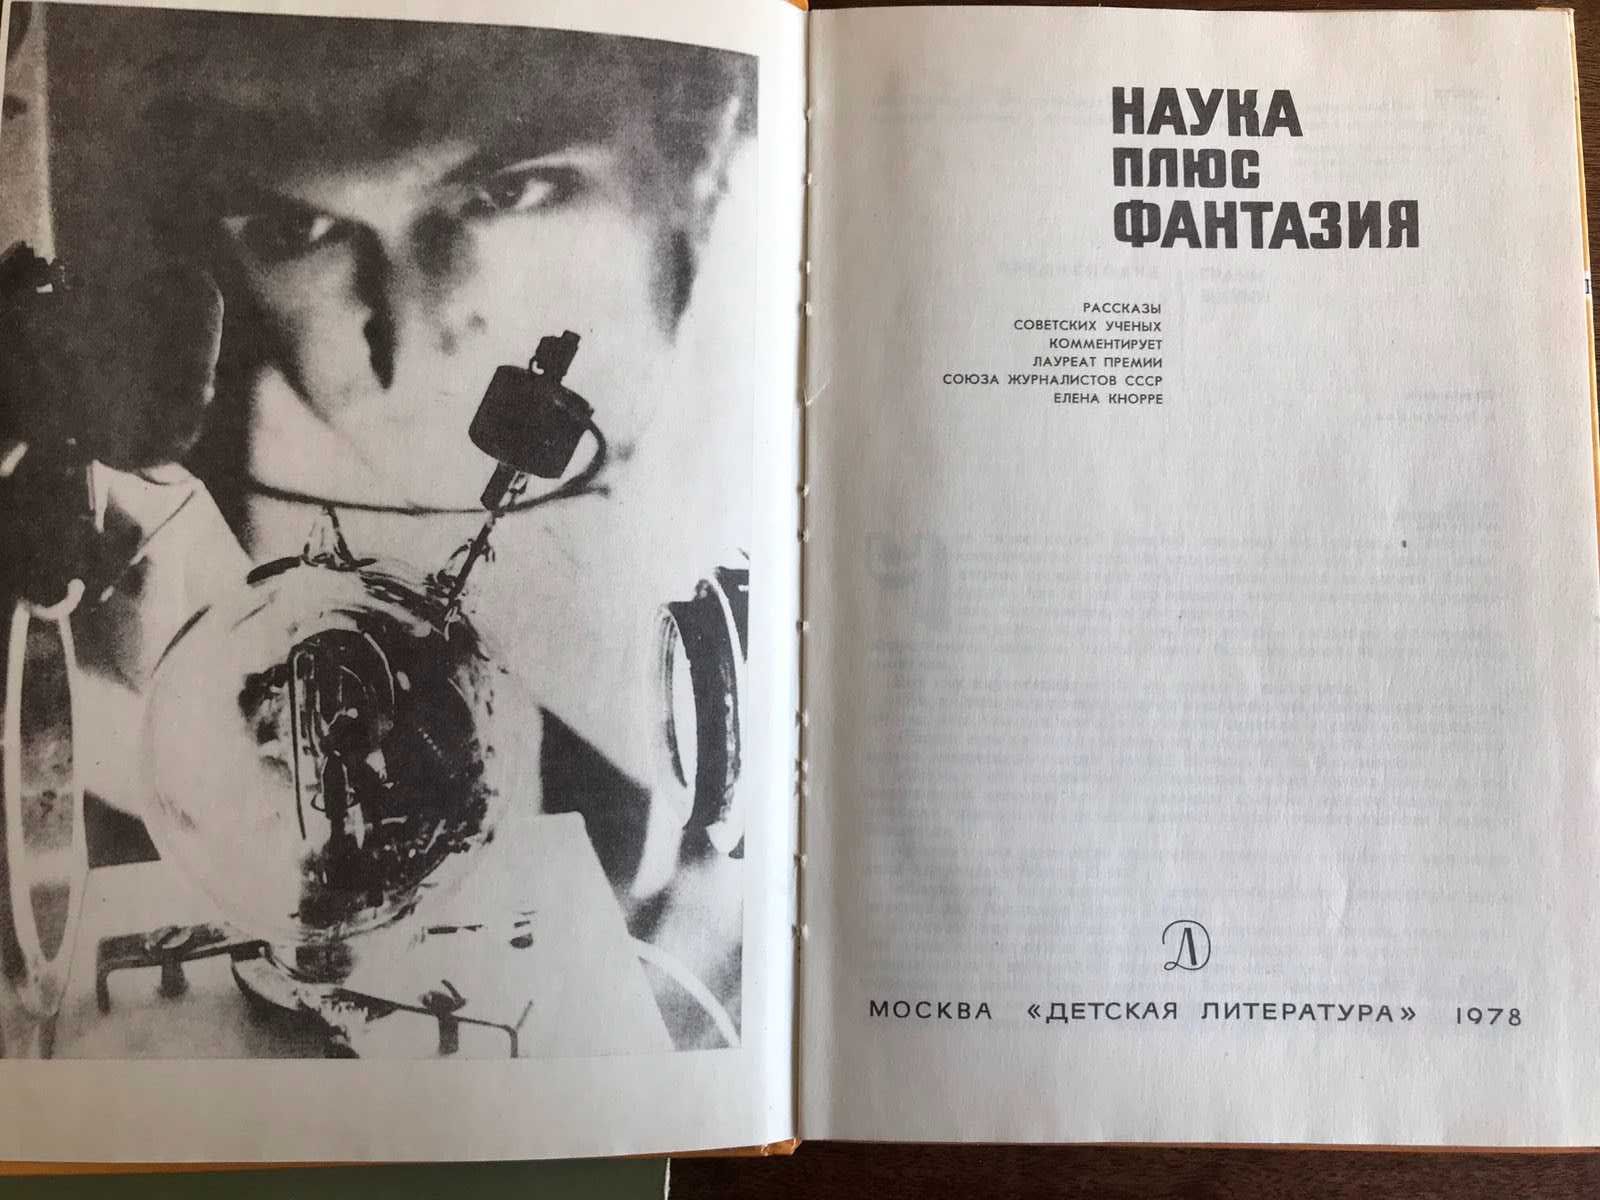 НАУКА
ПЛЮС
ФАНТАЗИЯ
РАССКАЗЫ
СОВЕТСКИХ УЧЕНЫХ
КОММЕНТИРУЕТ
ЛАУРЕАТ ПРЕМИИ
СОЮЗА ЖУРНАЛИСТОВ СССР
ЕЛЕНА КНОРРЕ
МОСКВА «ДЕТСКАЯ ЛИТЕРАТУРА» 1978